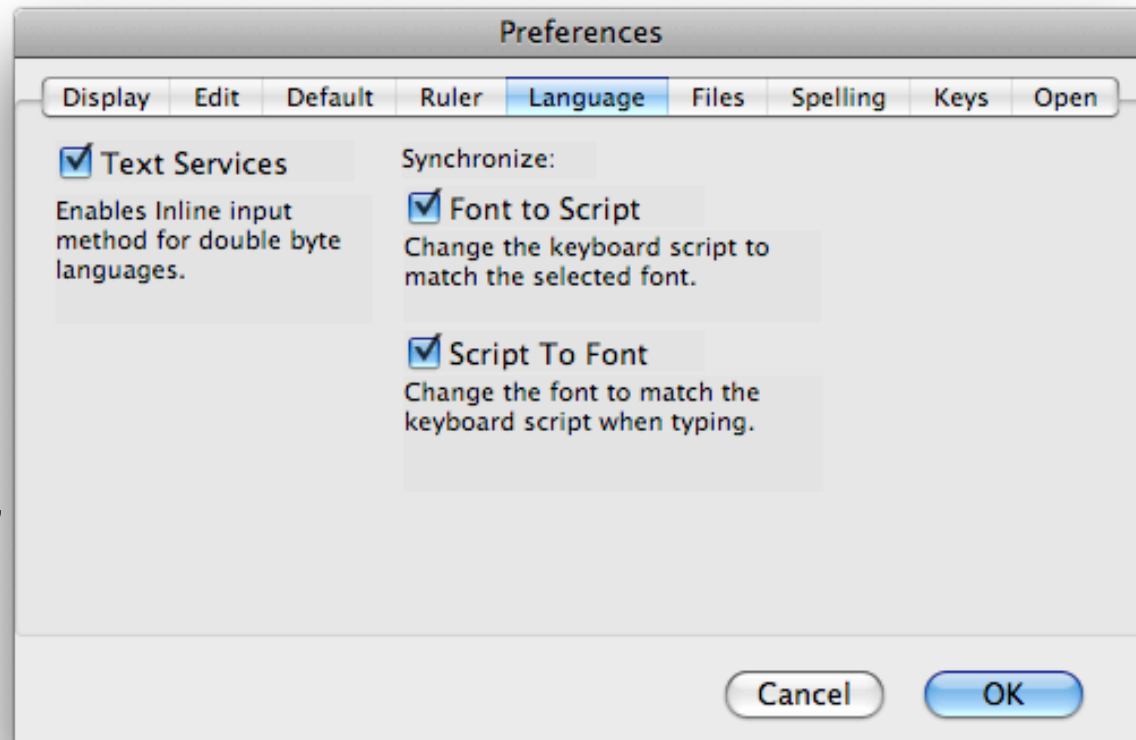 Preferences
Display Edit Default Ruler Language Files Spelling Keys Open
Text Services
Enables Inline input
method for double byte
languages.
Synchronize:
Font to Script
Change the keyboard script to
match the selected font.
Script To Font
Change the font to match the
keyboard script when typing.
Cancel OK